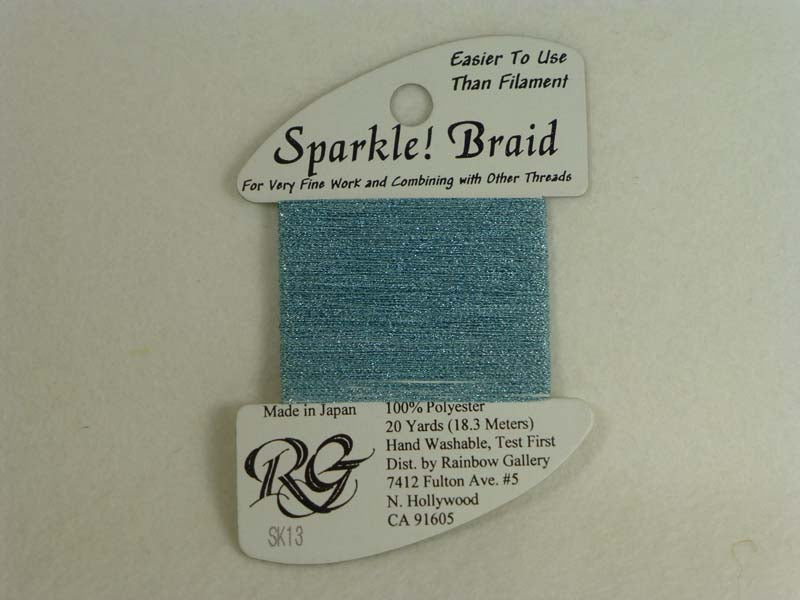 Easier To Use
Than Filament
Sparkle! Braid
For Very Fine Work and Combining with Other Threads
Made in Japan
100% Polyester
20 Yards (18.3 Meters)
Hand Washable, Test First
Dist. by Rainbow Gallery
7412 Fulton Ave. #5
N. Hollywood
CA 91605
RG
SK13